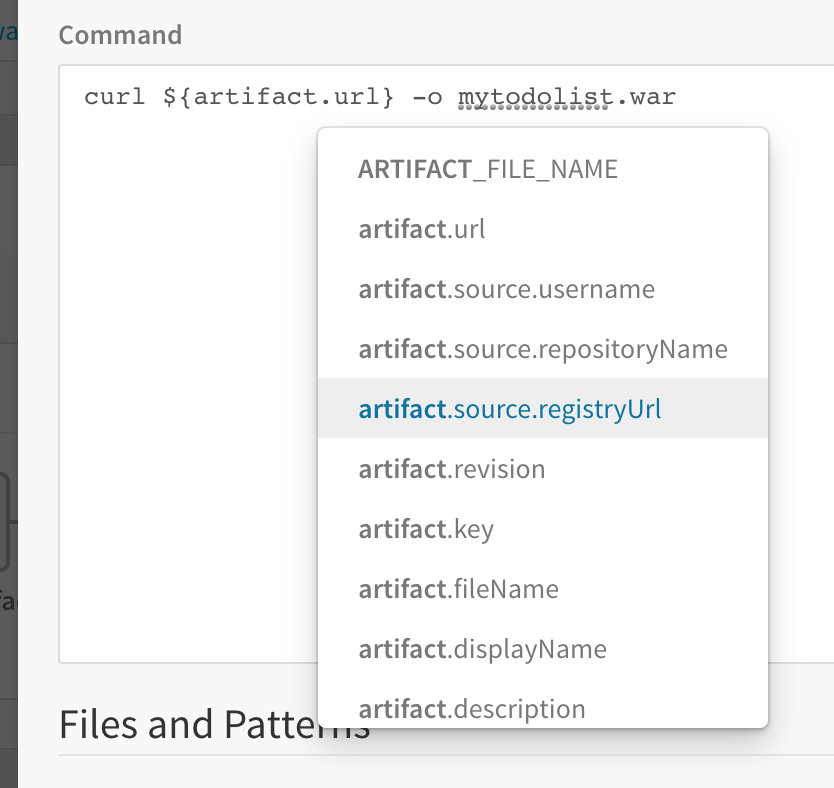 Command
curl ${artifact.url} -o mytodolist.war
ARTIFACT_FILE_NAME
artifact.url
artifact.source.username
artifact.source.repositoryName
artifact.source.registryUrl
artifact.revision
artifact.key
artifact.fileName
artifact.displayName
artifact.description
Files and Patterns